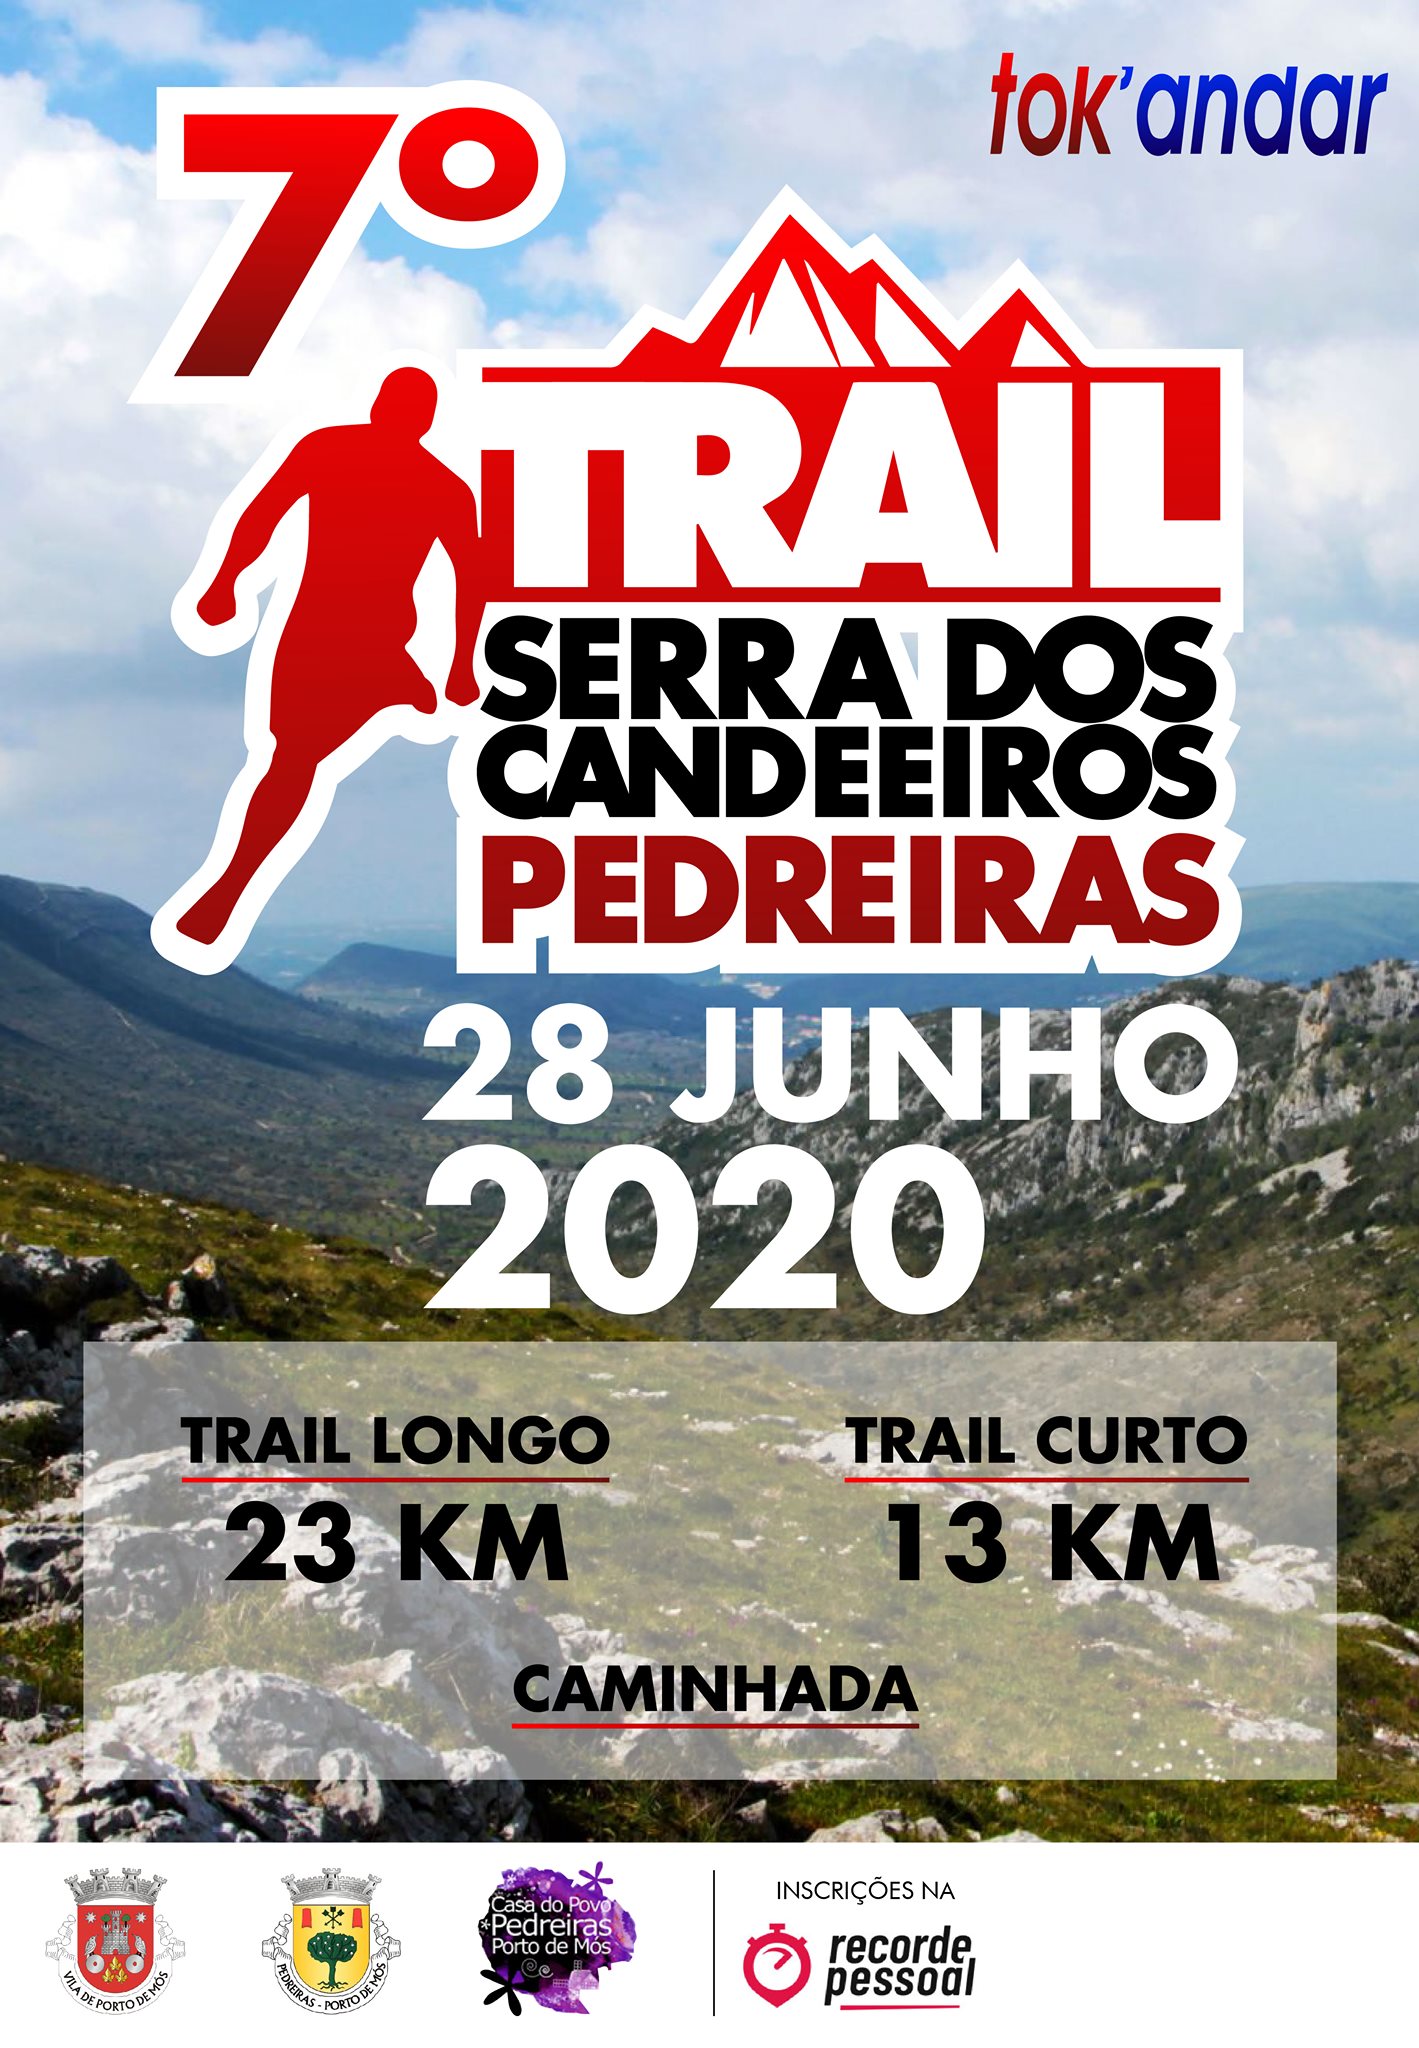 tok'andar
7º
TRAIL
SERRA DOS
CANDEEIROS
PEDREIRAS
28 JUNHO
2020
TRAIL LONGO
23 KM
TRAIL CURTO
13 KM
CAMINHADA
VILA DE PORTO DE MÓS
PEDREIRAS - PORTO DE MÓS
Casa do Povo
Pedreiras
Porto de Mós
INSCRIÇÕES NA
recorde
pessoal